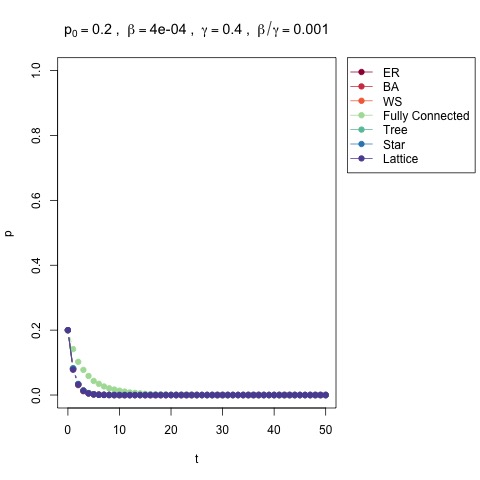 p₀ = 0.2 , β = 4e-04 , γ = 0.4 , β/γ = 0.001
ER
BA
WS
Fully Connected
Tree
Star
Lattice
p
1.0
0.8
0.6
0.4
0.2
0.0
0 10 20 30 40 50
t